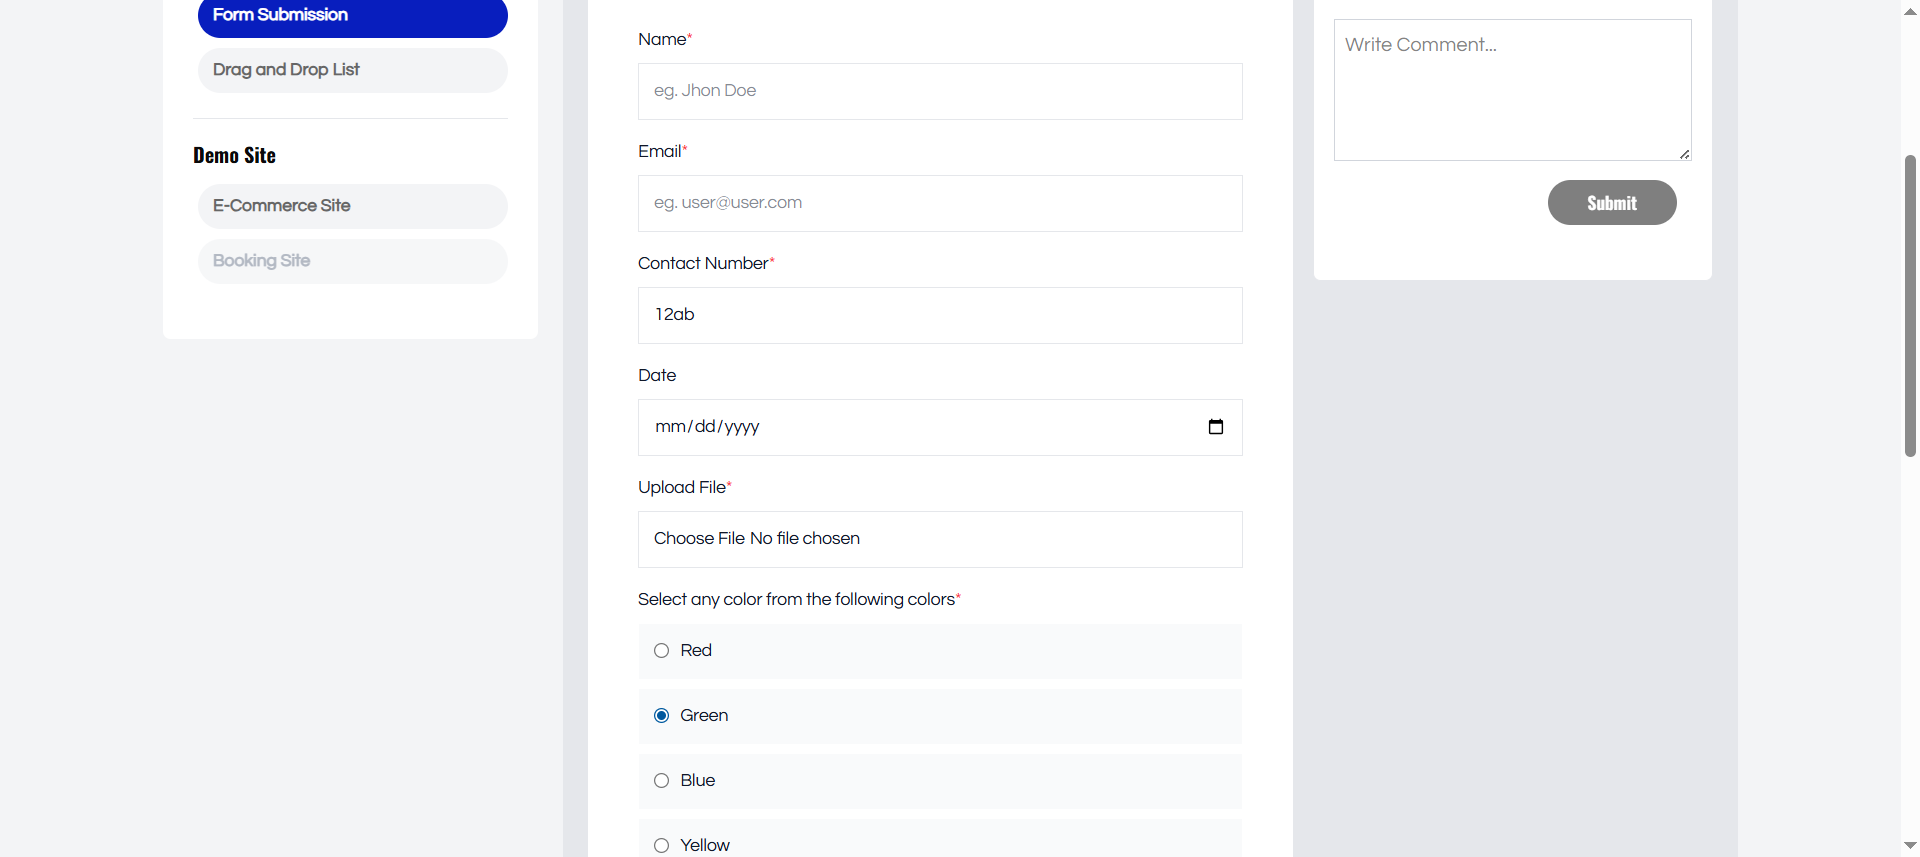 Form Submission
Drag and Drop List
Demo Site
E-Commerce Site
Booking Site
Name*
eg. Jhon Doe
Email*
eg. user@user.com
Contact Number*
12ab
Date
mm/dd/yyyy
Upload File*
Choose File No file chosen
Select any color from the following colors*
Red
Green
Blue
Yellow
Write Comment...
Submit